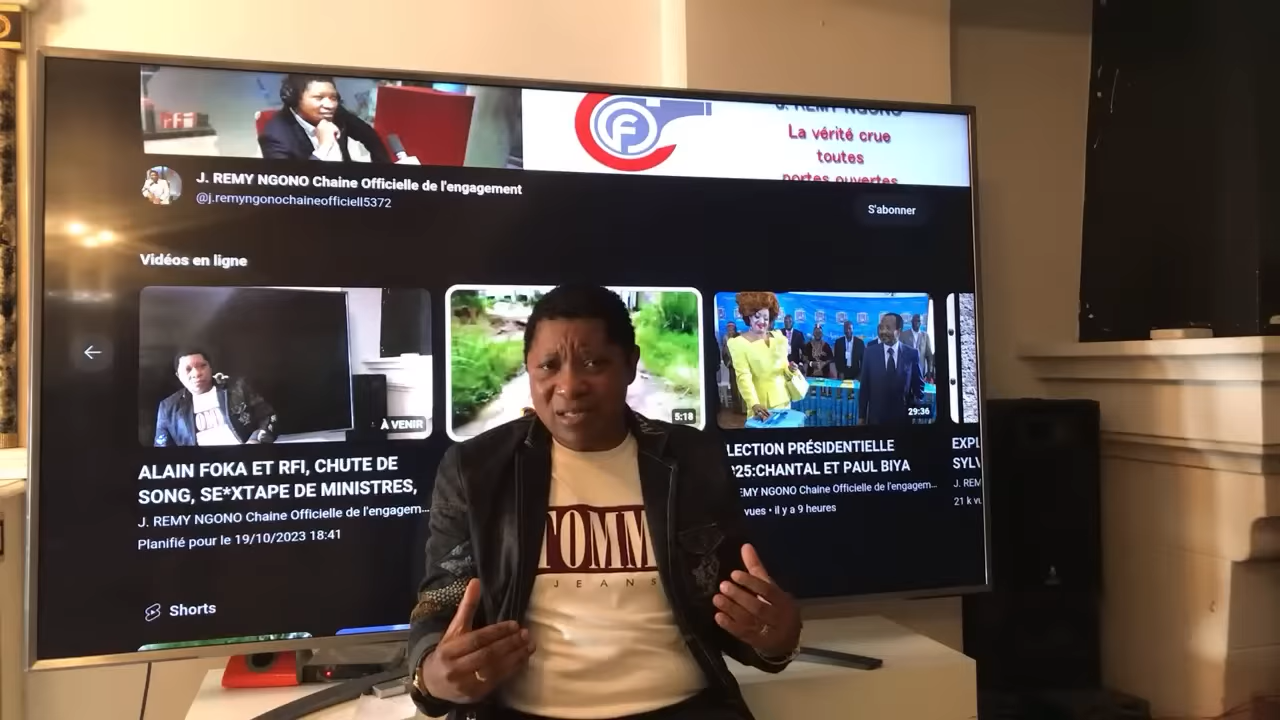 J. REMY NGONO
La vérité crue
toutes
portes ouvertes
J. REMY NGONO Chaine Officielle de l'engagement
@j.remyngonochaineofficiell5372
S'abonner
Vidéos en ligne
À VENIR
5:18
29:36
ALAIN FOKA ET RFI, CHUTE DE
SONG, SE*XTAPE DE MINISTRES,
J. REMY NGONO Chaine Officielle de l'engagem...
Planifié pour le 19/10/2023 18:41
LECTION PRÉSIDENTIELLE
25:CHANTAL ET PAUL BIYA
EMY NGONO Chaine Officielle de l'engagem...
vues • il y a 9 heures
EXPL
SYLV
J. REM
21 k vu
Shorts
TOMM
JEANS